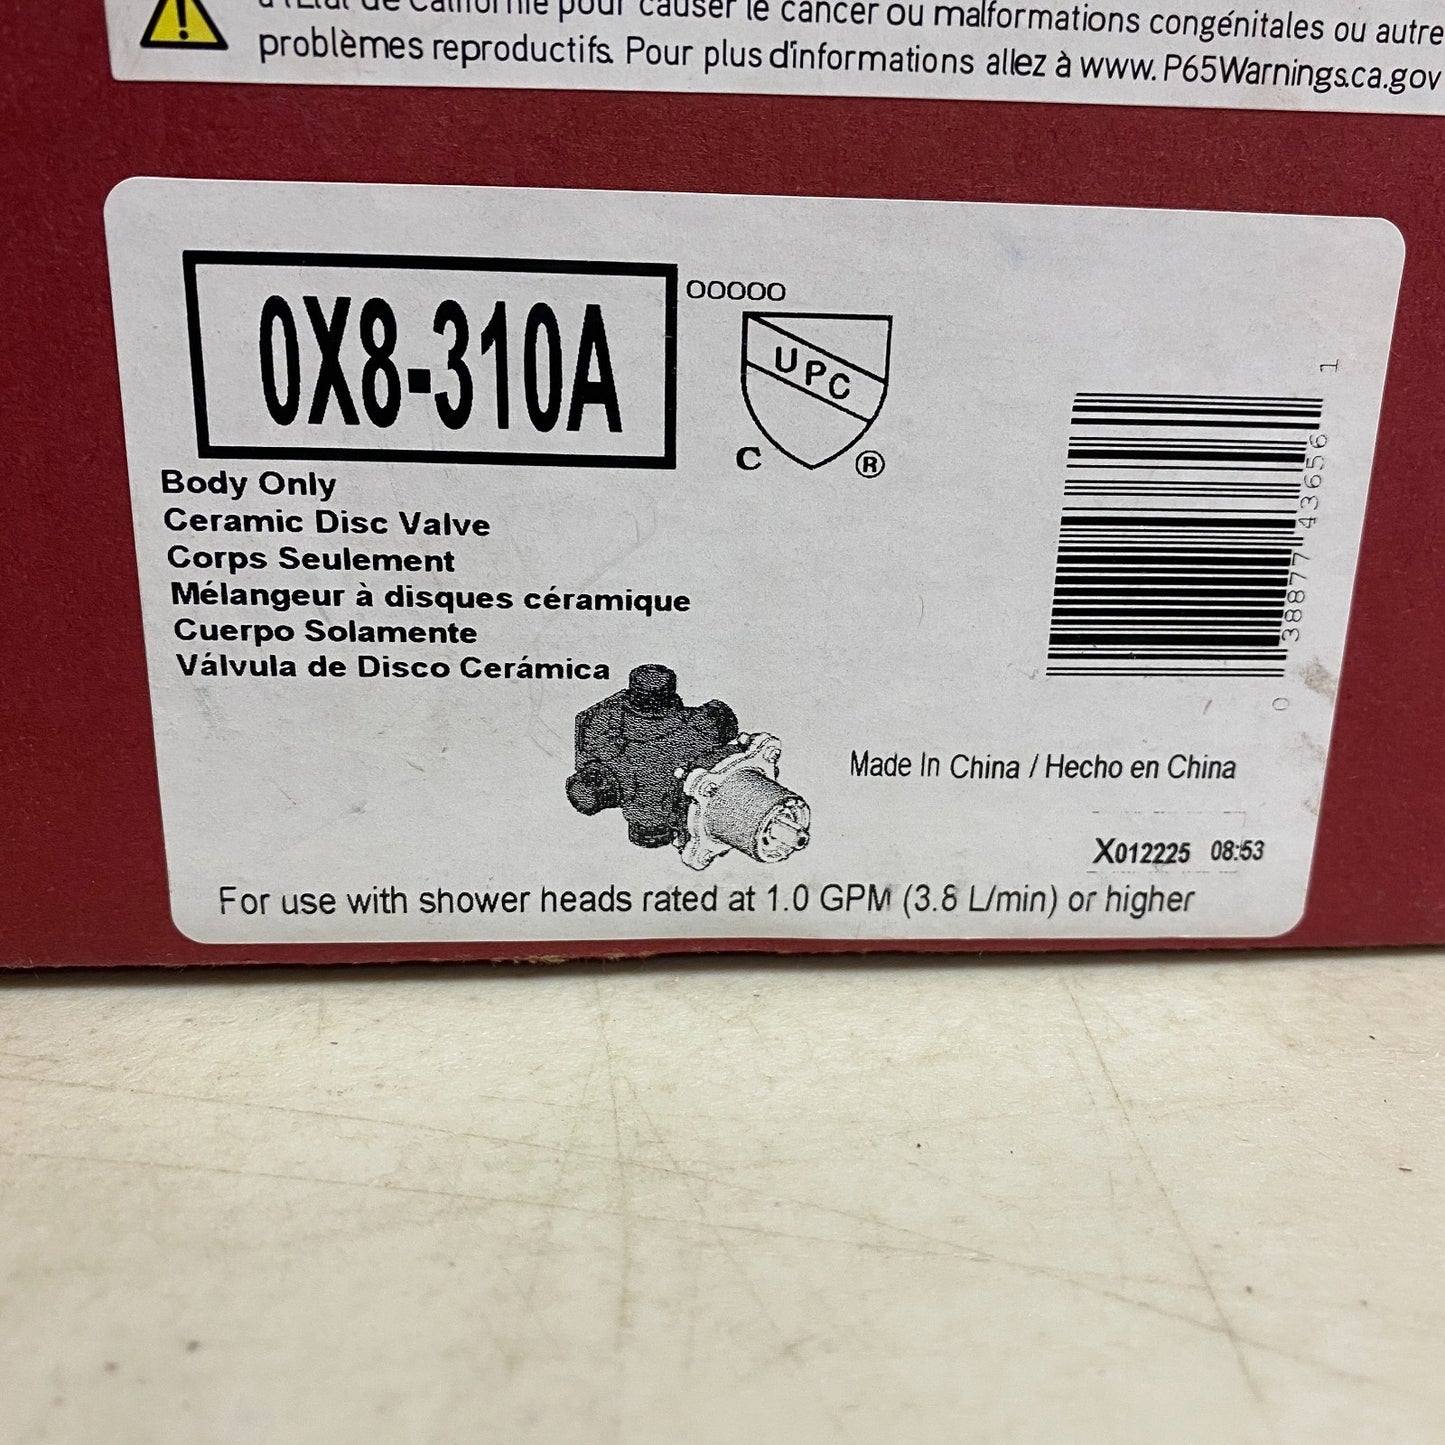 à l'État de Californie pour causer le cancer ou malformations congénitales ou autre
problèmes reproductifs. Pour plus d'informations allez à www.P65Warnings.ca.gov
0X8-310A
00000
UPC
C ®
Body Only
Ceramic Disc Valve
Corps Seulement
Mélangeur à disques céramique
Cuerpo Solamente
Válvula de Disco Cerámica
0 38877 43656 1
Made In China / Hecho en China
X012225 08:53
For use with shower heads rated at 1.0 GPM (3.8 L/min) or higher